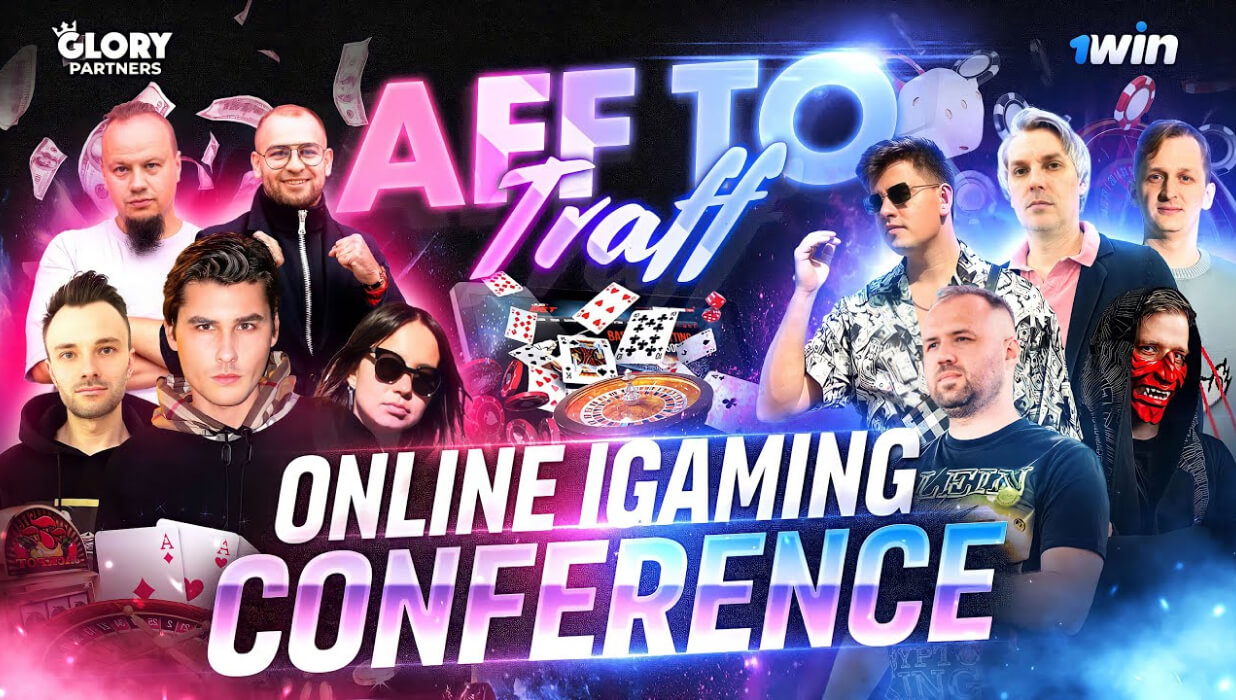 GLORY
PARTNERS
1win
AFF TO
Traff
ONLINE IGAMING
CONFERENCE
A
A